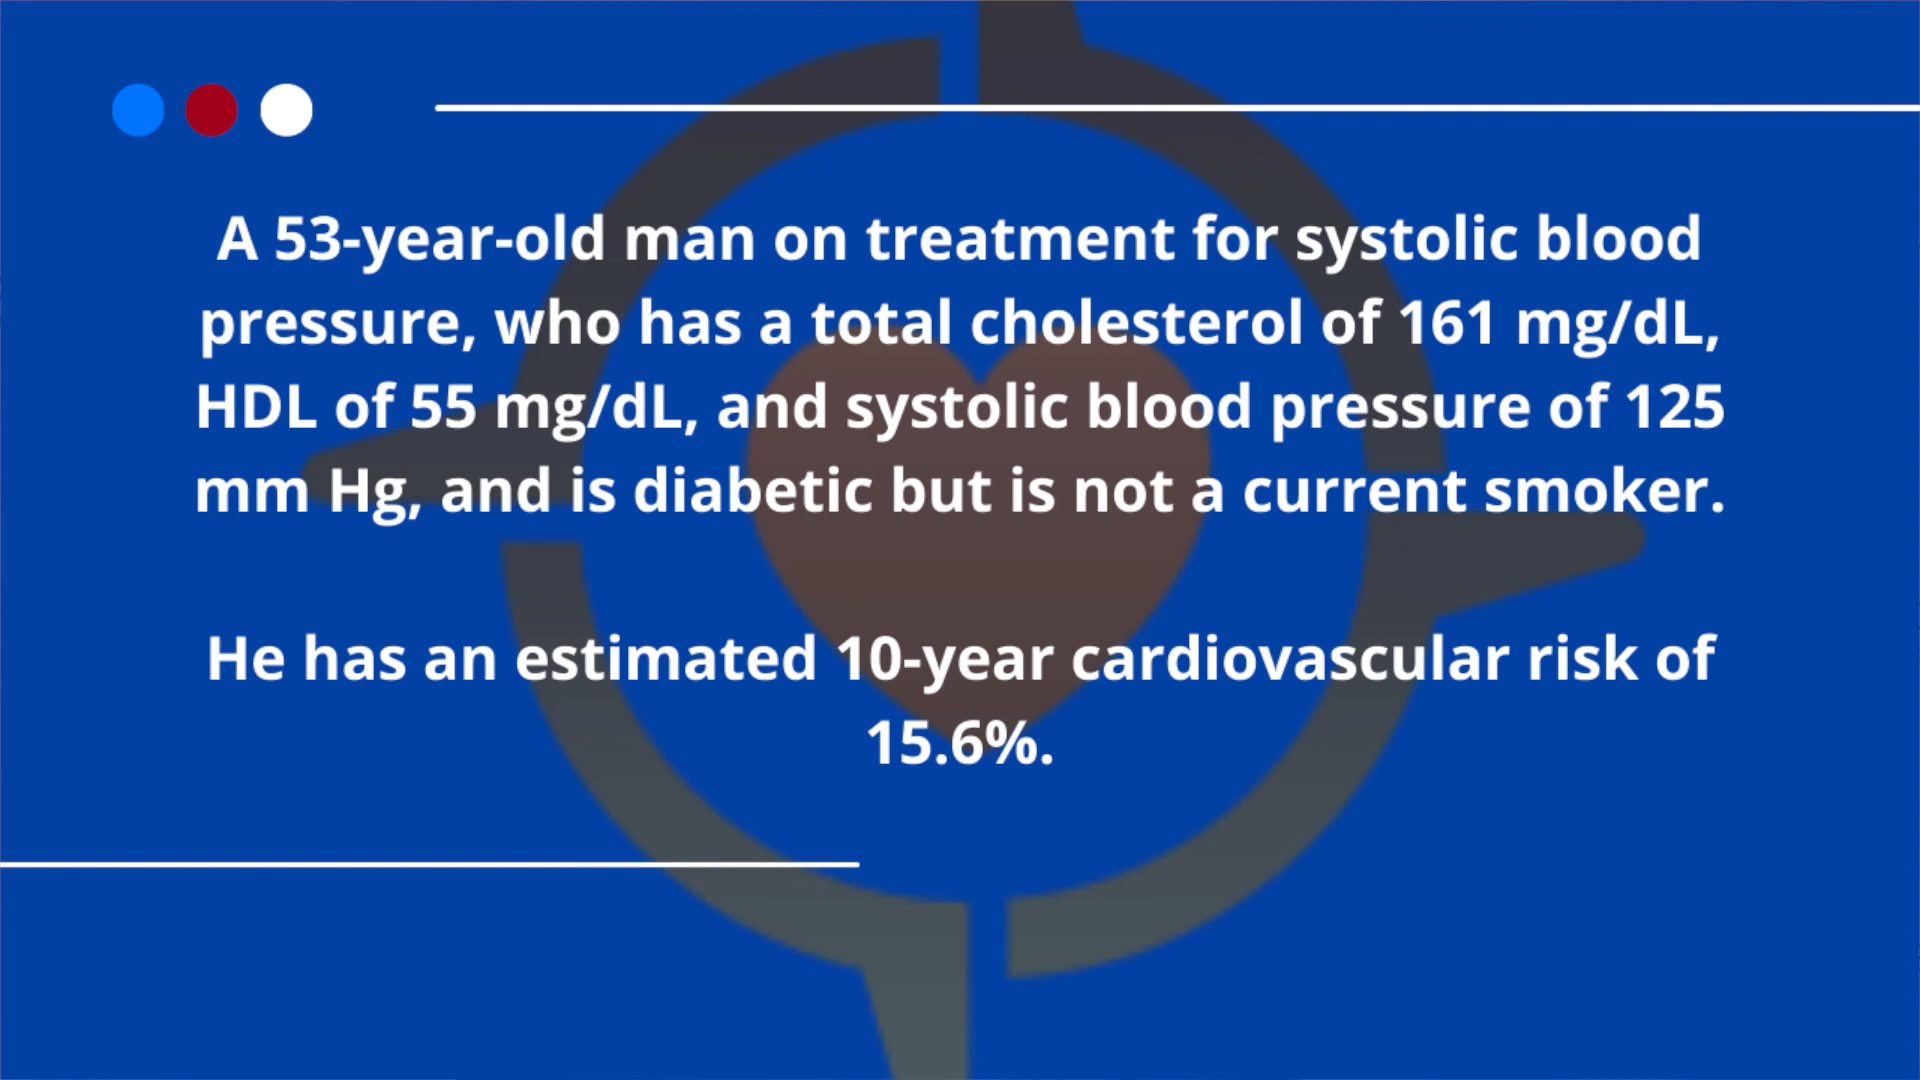 A 53-year-old man on treatment for systolic blood
pressure, who has a total cholesterol of 161 mg/dL,
HDL of 55 mg/dL, and systolic blood pressure of 125
mm Hg, and is diabetic but is not a current smoker.
He has an estimated 10-year cardiovascular risk of
15.6%.